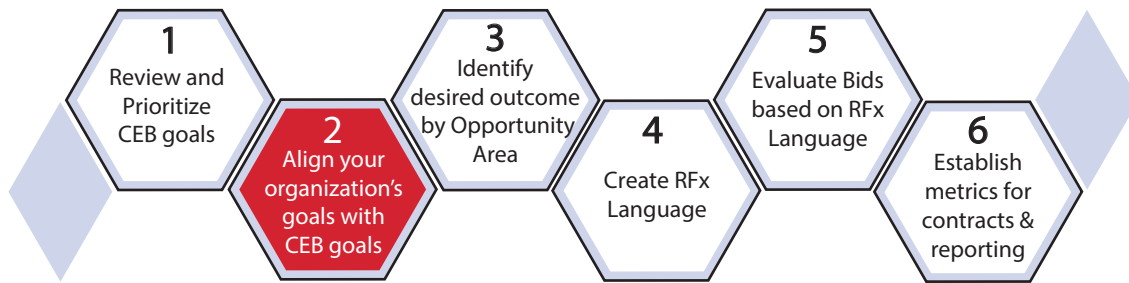 1
Review and
Prioritize
CEB goals
2
Align your
organization’s
goals with
CEB goals
3
Identify
desired outcome
by Opportunity
Area
4
Create RFx
Language
5
Evaluate Bids
based on RFx
Language
6
Establish
metrics for
contracts &
reporting